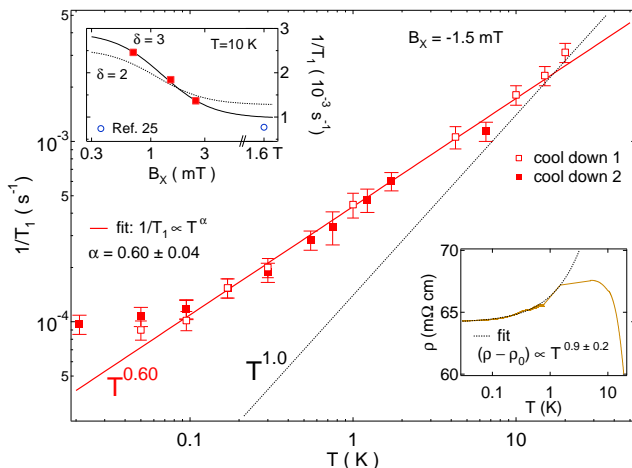 δ = 3
δ = 2
T=10 K
Ref. 25
0.3
1
3
1.6 T
B_X ( mT)
3
2
1
1/T_1 (10^-3 s^-1)
B_X = -1.5 mT
5
10^-3
5
10^-4
5
1/T_1 (s^-1)
cool down 1
cool down 2
fit: 1/T_1 ∝ T^α
α = 0.60 ± 0.04
T^0.60
T^1.0
70
65
60
ρ (mΩ cm)
fit
(ρ − ρ_0) ∝ T^0.9 ± 0.2
0.1
1
10
T (K)
0.1
1
10
T ( K)